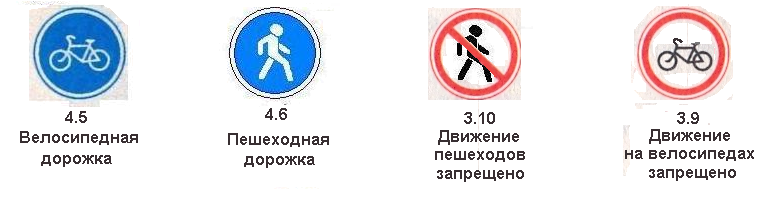 4.5
Велосипедная
дорожка
4.6
Пешеходная
дорожка
3.10
Движение
пешеходов
запрещено
3.9
Движение
на велосипедах
запрещено